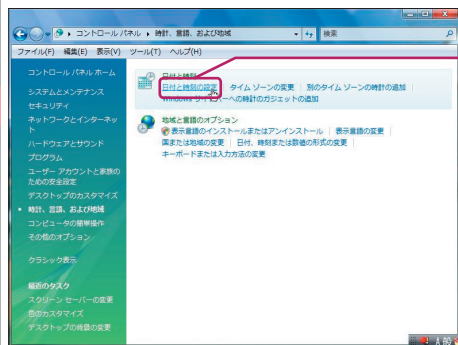 コントロール パネル ▸ 時計、言語、および地域
検索
ファイル(F) 編集(E) 表示(V) ツール(T) ヘルプ(H)
コントロール パネル ホーム
システムとメンテナンス
セキュリティ
ネットワークとインターネッ
ト
ハードウェアとサウンド
プログラム
ユーザー アカウントと家族の
ための安全設定
デスクトップのカスタマイズ
時計、言語、および地域
コンピュータの簡単操作
その他のオプション
クラシック表示
最近のタスク
スクリーン セーバーの変更
色のカスタマイズ
デスクトップの背景の変更
日付と時刻
日付と時刻の設定 タイム ゾーンの変更 別のタイム ゾーンの時計の追加
Windows サイドバーへの時計のガジェットの追加
地域と言語のオプション
表示言語のインストールまたはアンインストール 表示言語の変更
国または地域の変更 日付、時刻または数値の形式の変更
キーボードまたは入力方法の変更
A 般